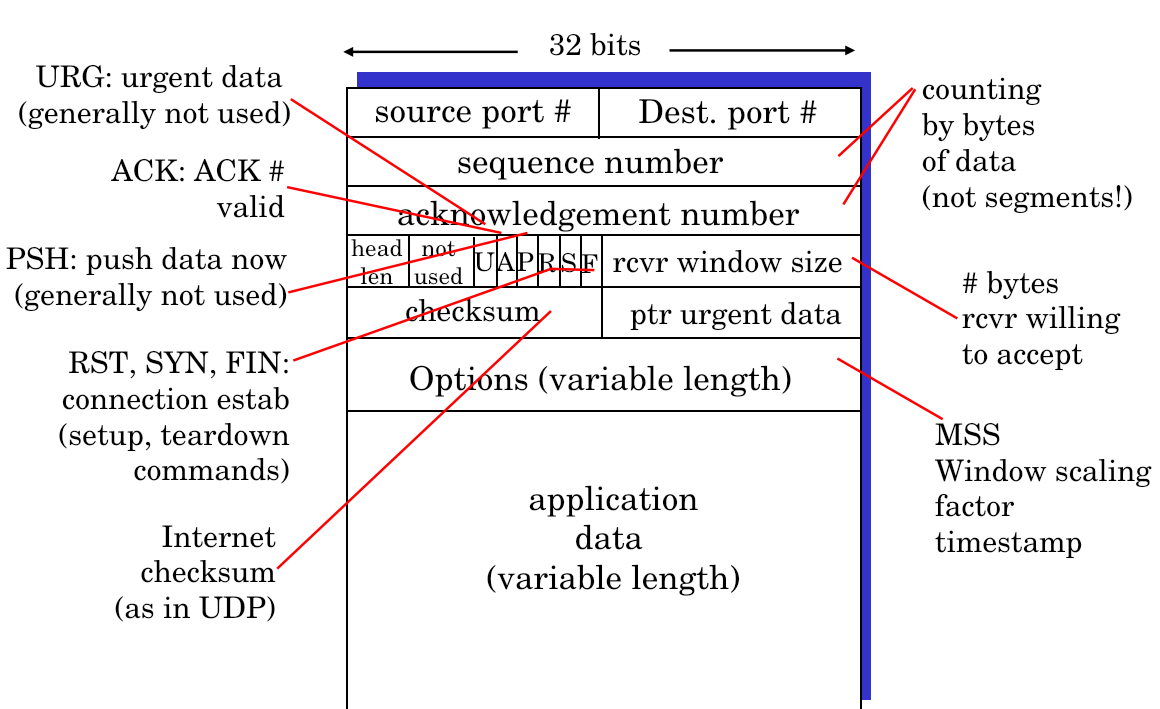 32 bits
URG: urgent data
(generally not used)
ACK: ACK #
valid
PSH: push data now
(generally not used)
RST, SYN, FIN:
connection estab
(setup, teardown
commands)
Internet
checksum
(as in UDP)
source port #
Dest. port #
sequence number
acknowledgement number
head
len
not
used
U
A
P
R
S
F
rcvr window size
checksum
ptr urgent data
Options (variable length)
application
data
(variable length)
counting
by bytes
of data
(not segments!)
# bytes
rcvr willing
to accept
MSS
Window scaling
factor
timestamp